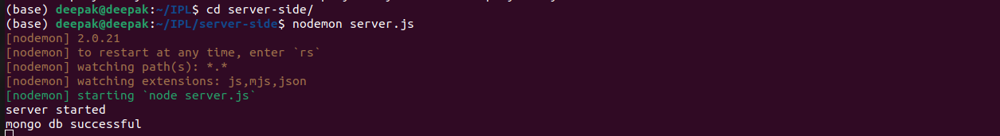 (base) deepak@deepak:~/IPL$ cd server-side/
(base) deepak@deepak:~/IPL/server-side$ nodemon server.js
[nodemon] 2.0.21
[nodemon] to restart at any time, enter `rs`
[nodemon] watching path(s): *.*
[nodemon] watching extensions: js,mjs,json
[nodemon] starting `node server.js`
server started
mongo db successful